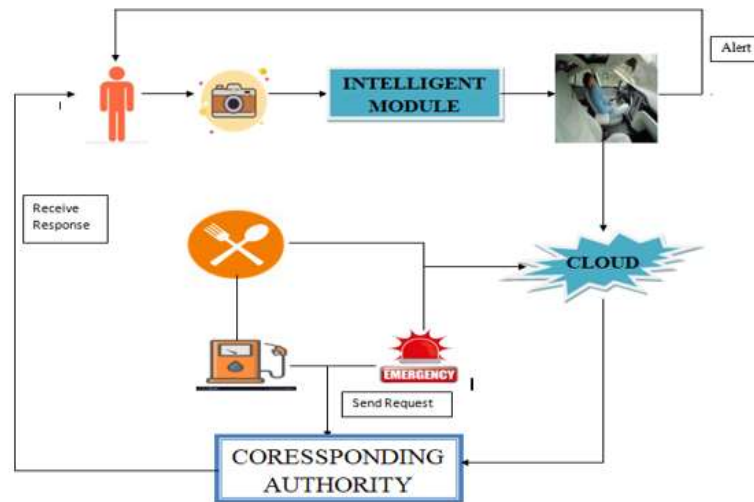 Alert
INTELLIGENT
MODULE
Receive
Response
CLOUD
EMERGENCY
Send Request
CORESSPONDING
AUTHORITY